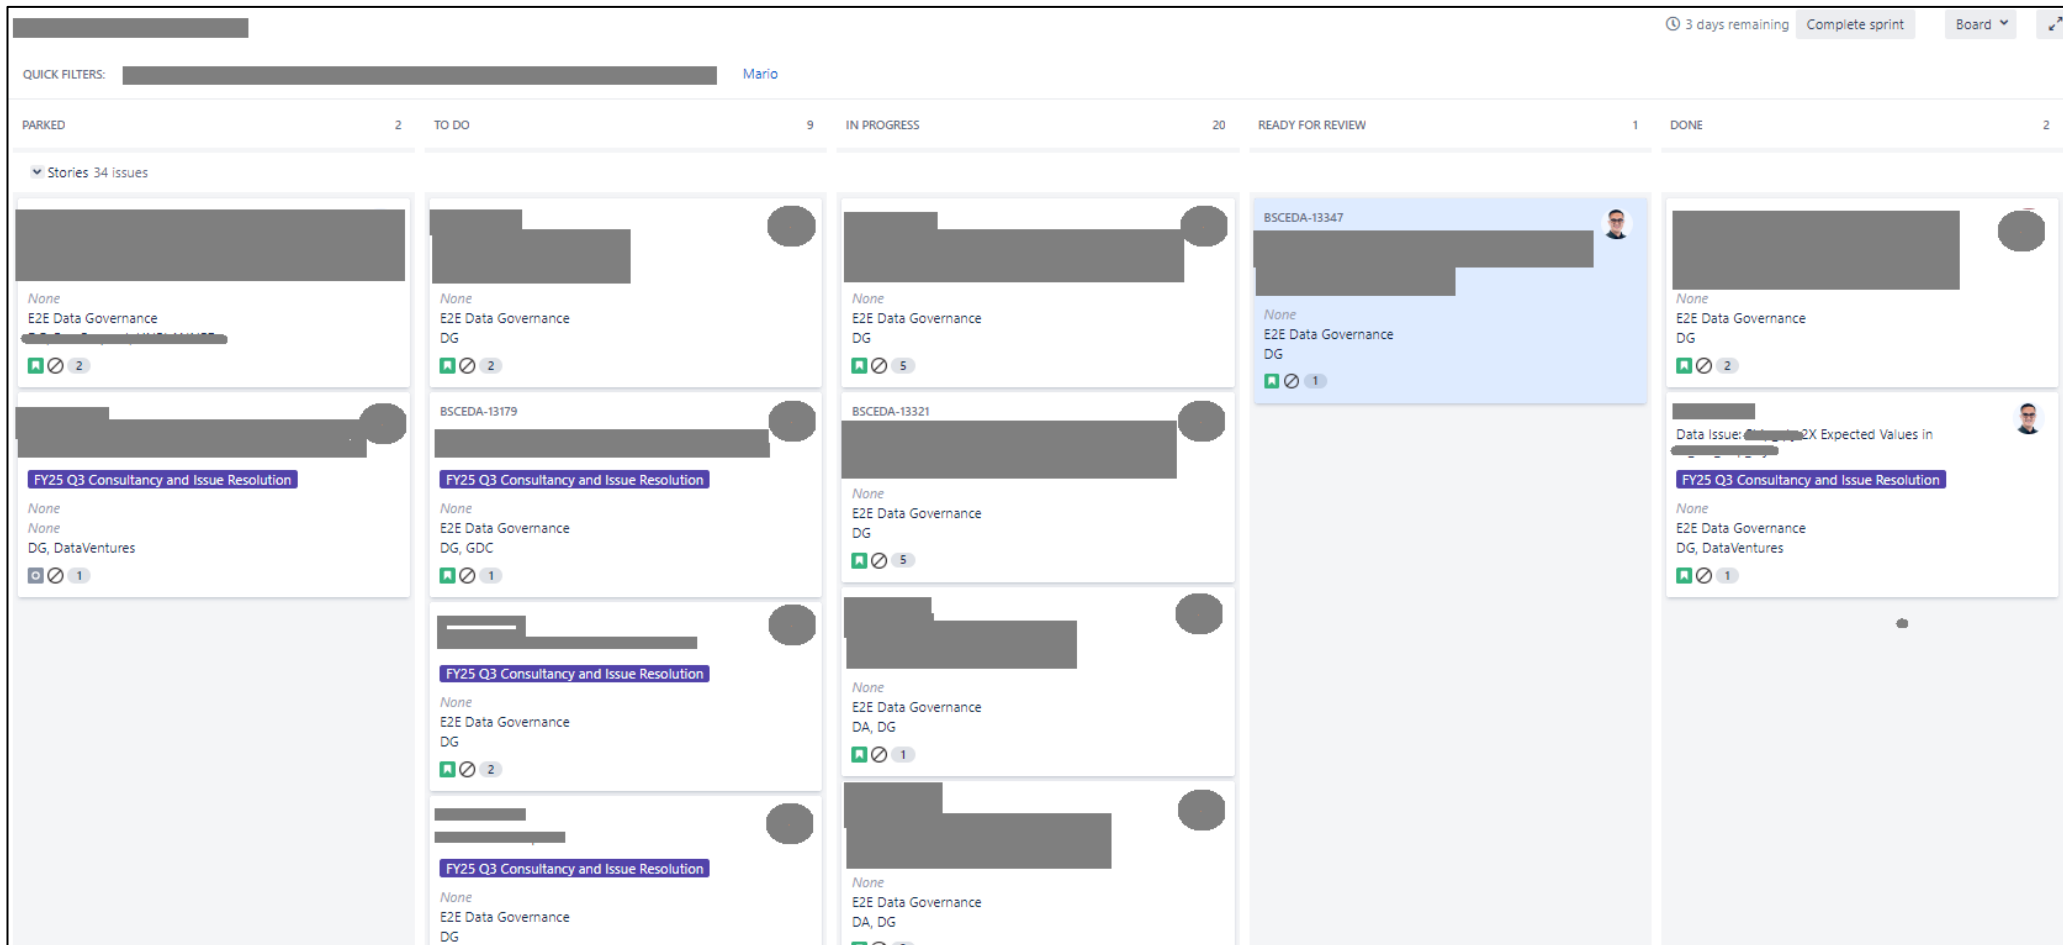 3 days remaining Complete sprint Board
QUICK FILTERS: Mario
PARKED 2 TO DO 9 IN PROGRESS 20 READY FOR REVIEW 1 DONE 2
Stories 34 issues
None
E2E Data Governance
2
FY25 Q3 Consultancy and Issue Resolution
None
None
DG, DataVentures
1
None
E2E Data Governance
DG
2
BSCEDA-13179
FY25 Q3 Consultancy and Issue Resolution
None
E2E Data Governance
DG, GDC
1
FY25 Q3 Consultancy and Issue Resolution
None
E2E Data Governance
DG
2
FY25 Q3 Consultancy and Issue Resolution
None
E2E Data Governance
DG
None
E2E Data Governance
DG
5
BSCEDA-13321
None
E2E Data Governance
DG
5
None
E2E Data Governance
DA, DG
1
None
E2E Data Governance
DA, DG
BSCEDA-13347
None
E2E Data Governance
DG
1
None
E2E Data Governance
DG
2
Data Issue: 2X Expected Values in
FY25 Q3 Consultancy and Issue Resolution
None
E2E Data Governance
DG, DataVentures
1